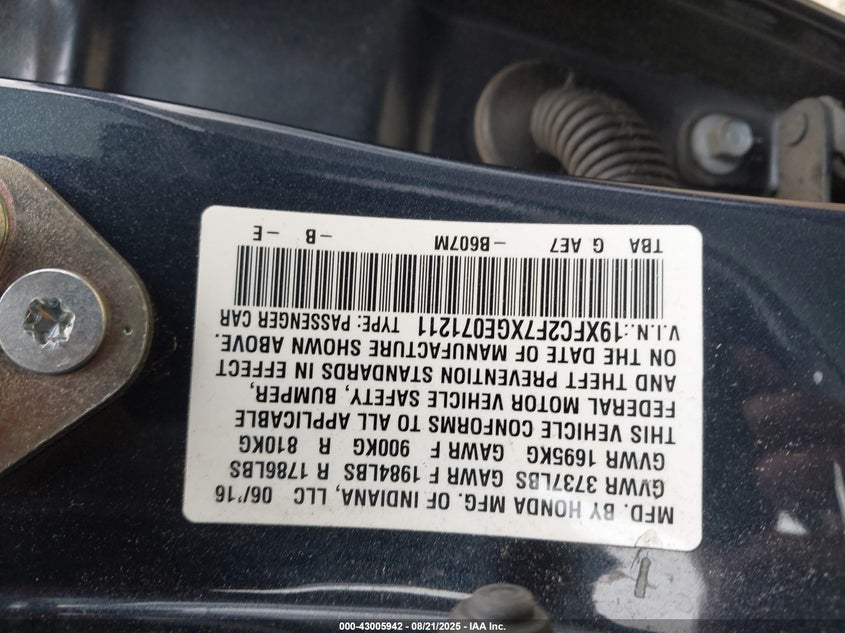 MFD. BY HONDA MFG. OF INDIANA, LLC 06/'16
GVWR 3737LBS GAWR F 1984LBS R 1786LBS
GVWR 1695KG GAWR F 900KG R 810KG
THIS VEHICLE CONFORMS TO ALL APPLICABLE
FEDERAL MOTOR VEHICLE SAFETY, BUMPER,
AND THEFT PREVENTION STANDARDS IN EFFECT
ON THE DATE OF MANUFACTURE SHOWN ABOVE.
V.I.N.:19XFC2F7XGE071211 TYPE: PASSENGER CAR
TBA G AE7 -B607M -B -E
000-43005942 - 08/21/2025 - IAA Inc.